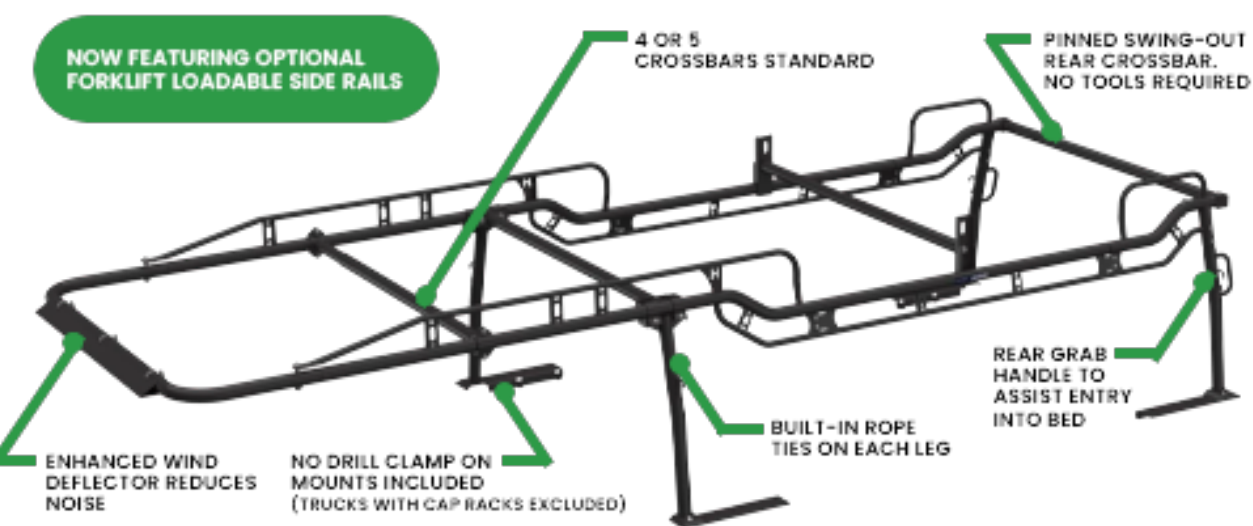 NOW FEATURING OPTIONAL
FORKLIFT LOADABLE SIDE RAILS
4 OR 5
CROSSBARS STANDARD
PINNED SWING-OUT
REAR CROSSBAR.
NO TOOLS REQUIRED
REAR GRAB
HANDLE TO
ASSIST ENTRY
INTO BED
BUILT-IN ROPE
TIES ON EACH LEG
ENHANCED WIND
DEFLECTOR REDUCES
NOISE
NO DRILL CLAMP ON
MOUNTS INCLUDED
(TRUCKS WITH CAP RACKS EXCLUDED)